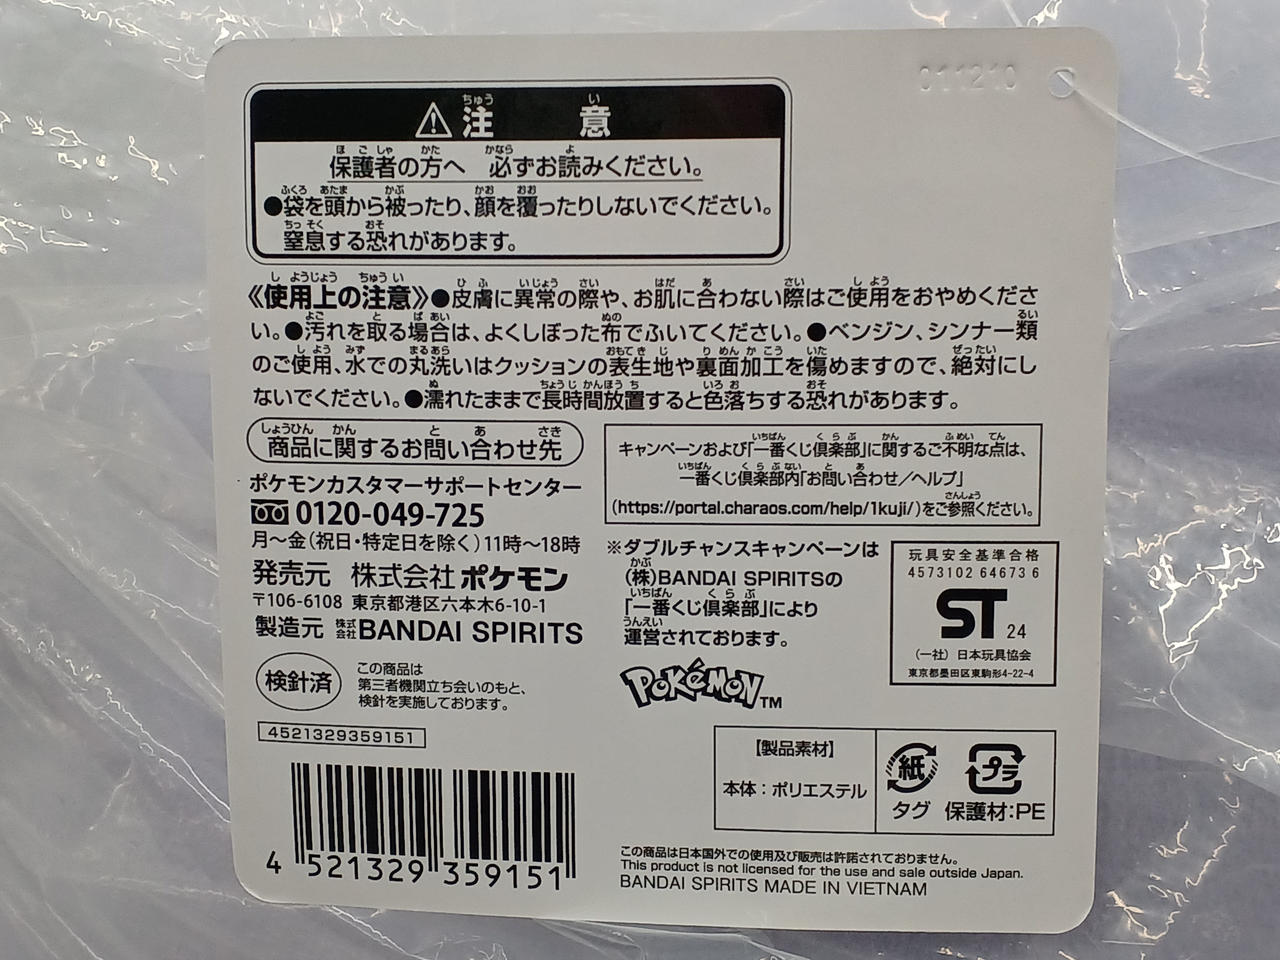 011210
⚠注意
保護者の方へ 必ずお読みください。
●袋を頭から被ったり、顔を覆ったりしないでください。
窒息する恐れがあります。
《使用上の注意》●皮膚に異常の際や、お肌に合わない際はご使用をおやめくださ
い。●汚れを取る場合は、よくしぼった布でふいてください。●ベンジン、シンナー類
のご使用、水での丸洗いはクッションの表生地や裏面加工を傷めますので、絶対にし
ないでください。●濡れたままで長時間放置すると色落ちする恐れがあります。
商品に関するお問い合わせ先
ポケモンカスタマーサポートセンター
0120-049-725
月〜金(祝日・特定日を除く)11時〜18時
発売元 株式会社ポケモン
〒106-6108 東京都港区六本木6-10-1
製造元 株式会社BANDAI SPIRITS
検針済
この商品は
第三者機関立ち会いのもと、
検針を実施しております。
4521329359151
4 521329 359151
キャンペーンおよび「一番くじ倶楽部」に関するご不明な点は、
一番くじ倶楽部内「お問い合わせ/ヘルプ」
(https://portal.charaos.com/help/1kuji/)をご参照ください。
※ダブルチャンスキャンペーンは
(株)BANDAI SPIRITSの
「一番くじ倶楽部」により
運営されております。
玩具安全基準合格
4573102 64673 6
ST 24
(一社)日本玩具協会
東京都墨田区東駒形4-22-4
POKéMON™
【製品素材】
本体:ポリエステル
紙
タグ
プラ
保護材:PE
この商品は日本国外での使用及び販売は許諾されておりません。
This product is not licensed for the use and sale outside Japan.
BANDAI SPIRITS MADE IN VIETNAM